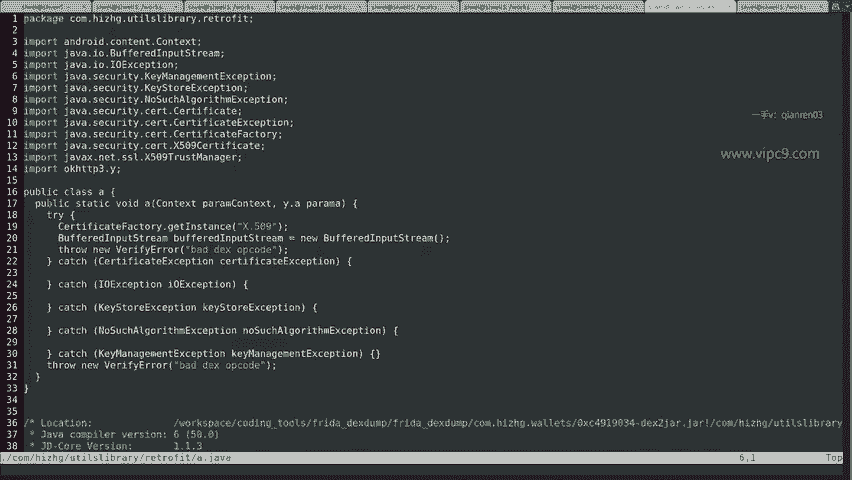 1 package com.hizhg.utilslibrary.retrofit;
2
3 import android.content.Context;
4 import java.io.BufferedInputStream;
5 import java.io.IOException;
6 import java.security.KeyManagementException;
7 import java.security.KeyStoreException;
8 import java.security.NoSuchAlgorithmException;
9 import java.security.cert.Certificate;
10 import java.security.cert.CertificateException;
11 import java.security.cert.CertificateFactory;
12 import java.security.cert.X509Certificate;
13 import javax.net.ssl.X509TrustManager;
14 import okhttp3.y;
15
16 public class a {
17 public static void a(Context paramContext, y.a parama) {
18 try {
19 CertificateFactory.getInstance("X.509");
20 BufferedInputStream bufferedInputStream = new BufferedInputStream();
21 throw new VerifyError("bad dex opcode");
22 } catch (CertificateException certificateException) {
23
24 } catch (IOException iOException) {
25
26 } catch (KeyStoreException keyStoreException) {
27
28 } catch (NoSuchAlgorithmException noSuchAlgorithmException) {
29
30 } catch (KeyManagementException keyManagementException) {}
31 throw new VerifyError("bad dex opcode");
32 }
33 }
34
35
36 /* Location: /workspace/coding_tools/frida_dexdump/frida_dexdump/com.hizhg.wallets/0xc4919034-dex2jar.jar!/com/hizhg/utilslibrary
37 * Java compiler version: 6 (50.0)
38 * JD-Core Version: 1.1.3
./com/hizhg/utilslibrary/retrofit/a.java 6,1 Top
一手v: qianren03
www.vipc9.com